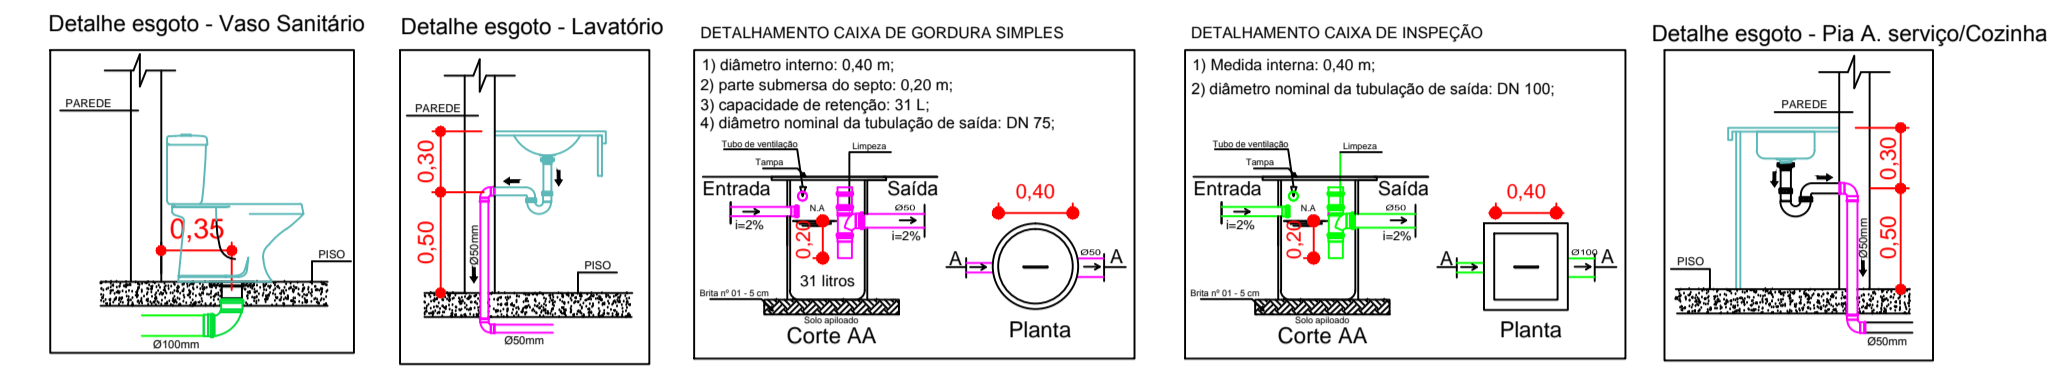 Detalhe esgoto - Vaso Sanitário
PAREDE
0,35
PISO
Ø100mm
Detalhe esgoto - Lavatório
PAREDE
0,30
0,50
Ø50mm
PISO
Ø50mm
DETALHAMENTO CAIXA DE GORDURA SIMPLES
1) diâmetro interno: 0,40 m;
2) parte submersa do septo: 0,20 m;
3) capacidade de retenção: 31 L;
4) diâmetro nominal da tubulação de saída: DN 75;
Tubo de ventilação
Limpeza
Tampa
Entrada
Saída
N.A
Ø50
i=2%
i=2%
0,20
31 litros
Brita nº 01 - 5 cm
Solo apiloado
Corte AA
0,40
A
Ø50
A
Planta
DETALHAMENTO CAIXA DE INSPEÇÃO
1) Medida interna: 0,40 m;
2) diâmetro nominal da tubulação de saída: DN 100;
Tubo de ventilação
Limpeza
Tampa
Entrada
Saída
N.A
Ø50
i=2%
i=2%
0,20
Brita nº 01 - 5 cm
Solo apiloado
Corte AA
0,40
A
Ø100
A
Planta
Detalhe esgoto - Pia A. serviço/Cozinha
PAREDE
0,30
0,50
Ø50mm
PISO
Ø50mm